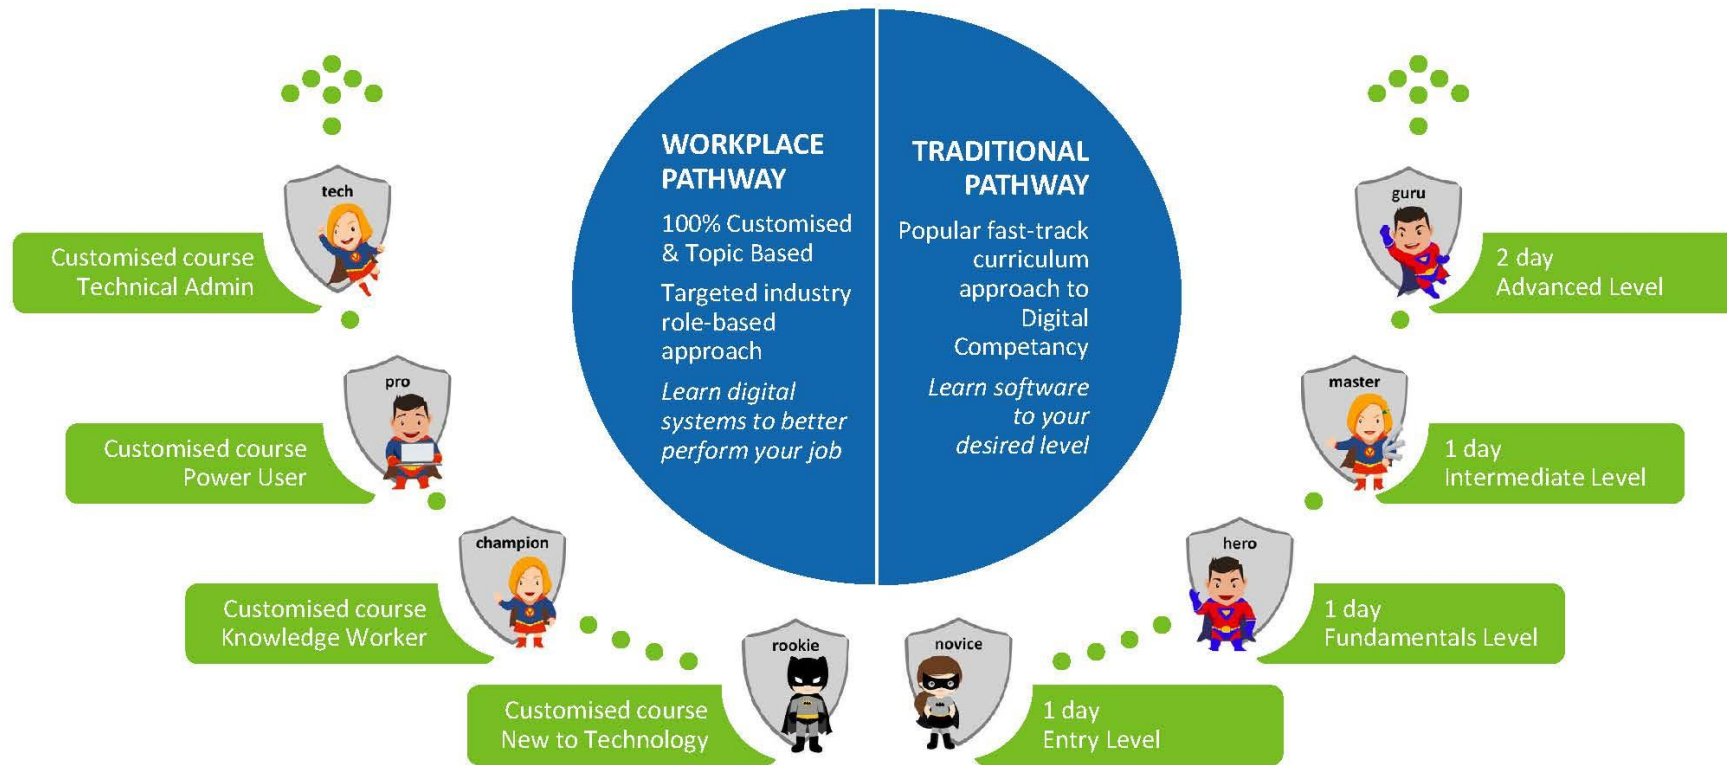 WORKPLACE
PATHWAY
100% Customised
& Topic Based
Targeted industry
role-based
approach
Learn digital
systems to better
perform your job
TRADITIONAL
PATHWAY
Popular fast-track
curriculum
approach to
Digital
Competancy
Learn software
to your
desired level
tech
Customised course
Technical Admin
pro
Customised course
Power User
champion
Customised course
Knowledge Worker
rookie
Customised course
New to Technology
guru
2 day
Advanced Level
master
1 day
Intermediate Level
hero
1 day
Fundamentals Level
novice
1 day
Entry Level